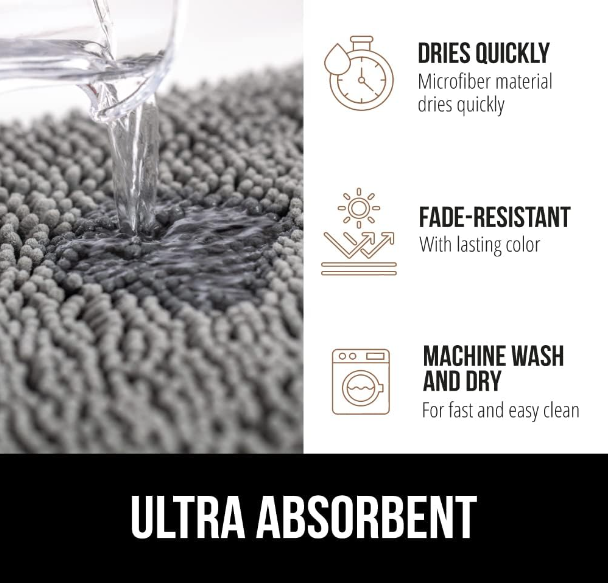 DRIES QUICKLY
Microfiber material
dries quickly
FADE-RESISTANT
With lasting color
MACHINE WASH
AND DRY
For fast and easy clean
ULTRA ABSORBENT